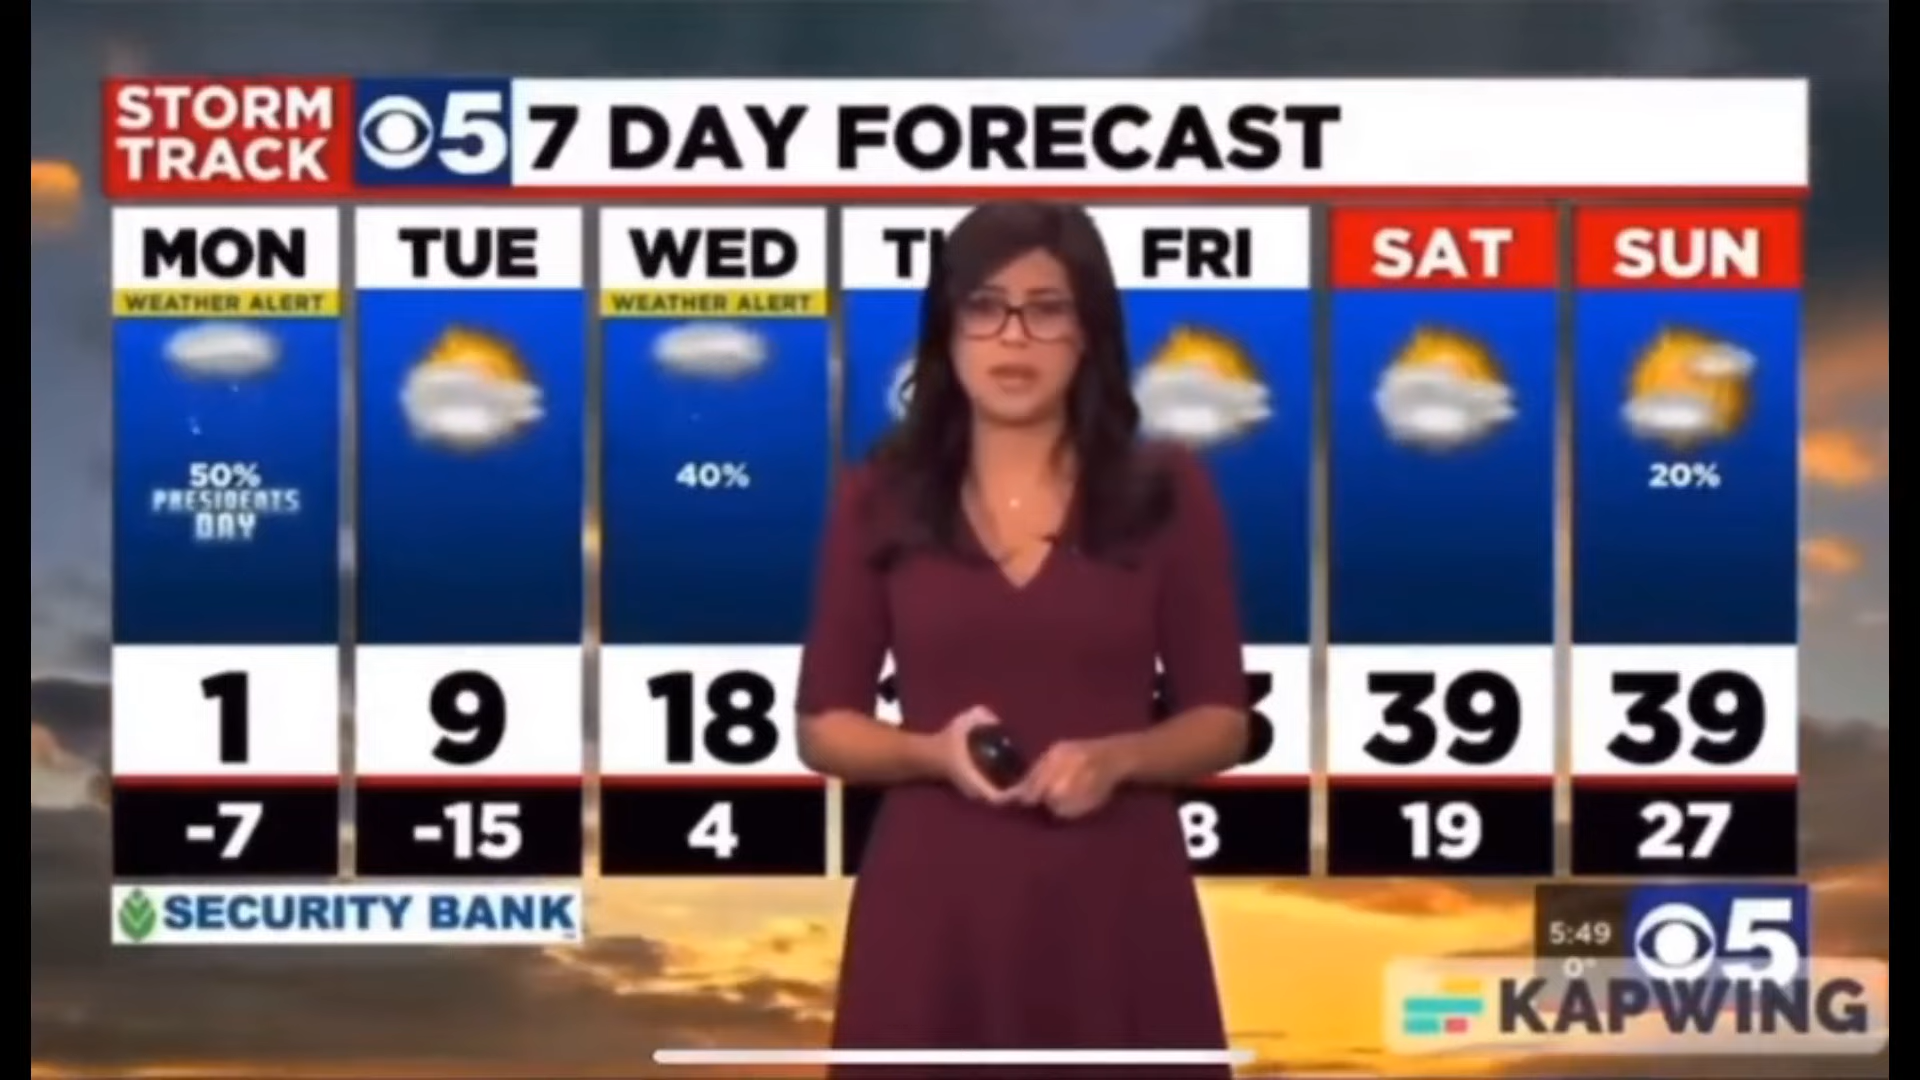 STORM
TRACK
5
7 DAY FORECAST
MON
TUE
WED
FRI
SAT
SUN
WEATHER ALERT
WEATHER ALERT
50%
40%
20%
PRESIDENTS
DAY
1
9
18
39
39
-7
-15
4
19
27
SECURITY BANK
5:49
5
0°
KAPWING